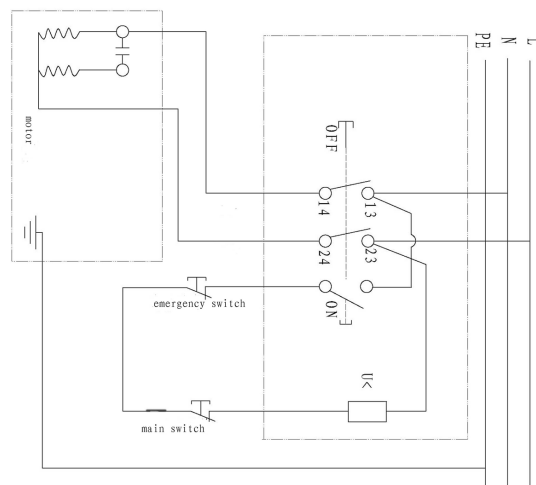 PE N L
motor
OFF
14 13
24 23
ON
emergency switch
U<
main switch